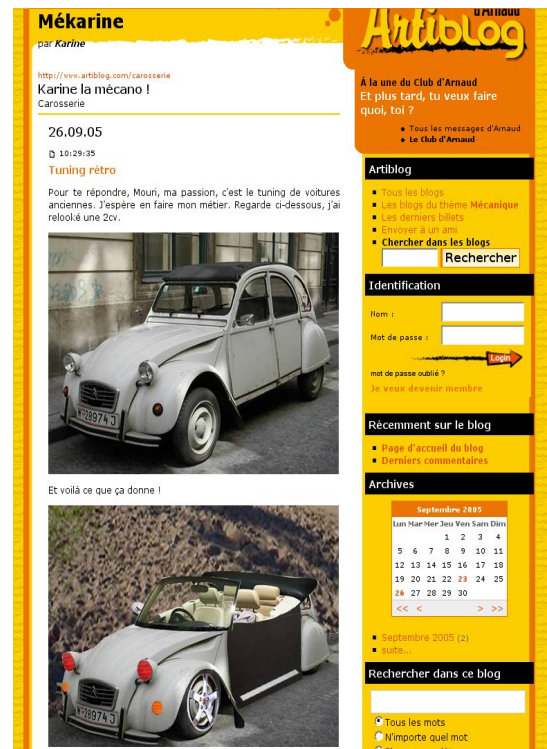 Mékarine
par Karine
http://www.artiblog.com/carosserie
Karine la mécano !
Carosserie
26.09.05
10:29:35
Tuning rétro
Pour te répondre, Mouri, ma passion, c'est le tuning de voitures
anciennes. J'espère en faire mon métier. Regarde ci-dessous, j'ai
relooké une 2cv.
28974 J
Et voilà ce que ça donne !
28974 J
d'Arnaud
Artiblog
À la une du Club d'Arnaud
Et plus tard, tu veux faire
quoi, toi ?
Tous les messages d'Arnaud
Le Club d'Arnaud
Artiblog
Tous les blogs
Les blogs du thème Mécanique
Les derniers billets
Envoyer à un ami
Chercher dans les blogs
Rechercher
Identification
Nom :
Mot de passe :
Login
mot de passe oublié ?
Je veux devenir membre
Récemment sur le blog
Page d'accueil du blog
Derniers commentaires
Archives
Septembre 2005
Lun Mar Mer Jeu Ven Sam Dim
1 2 3 4
5 6 7 8 9 10 11
12 13 14 15 16 17 18
19 20 21 22 23 24 25
26 27 28 29 30
<< < > >>
Septembre 2005 (2)
suite...
Rechercher dans ce blog
Tous les mots
N'importe quel mot